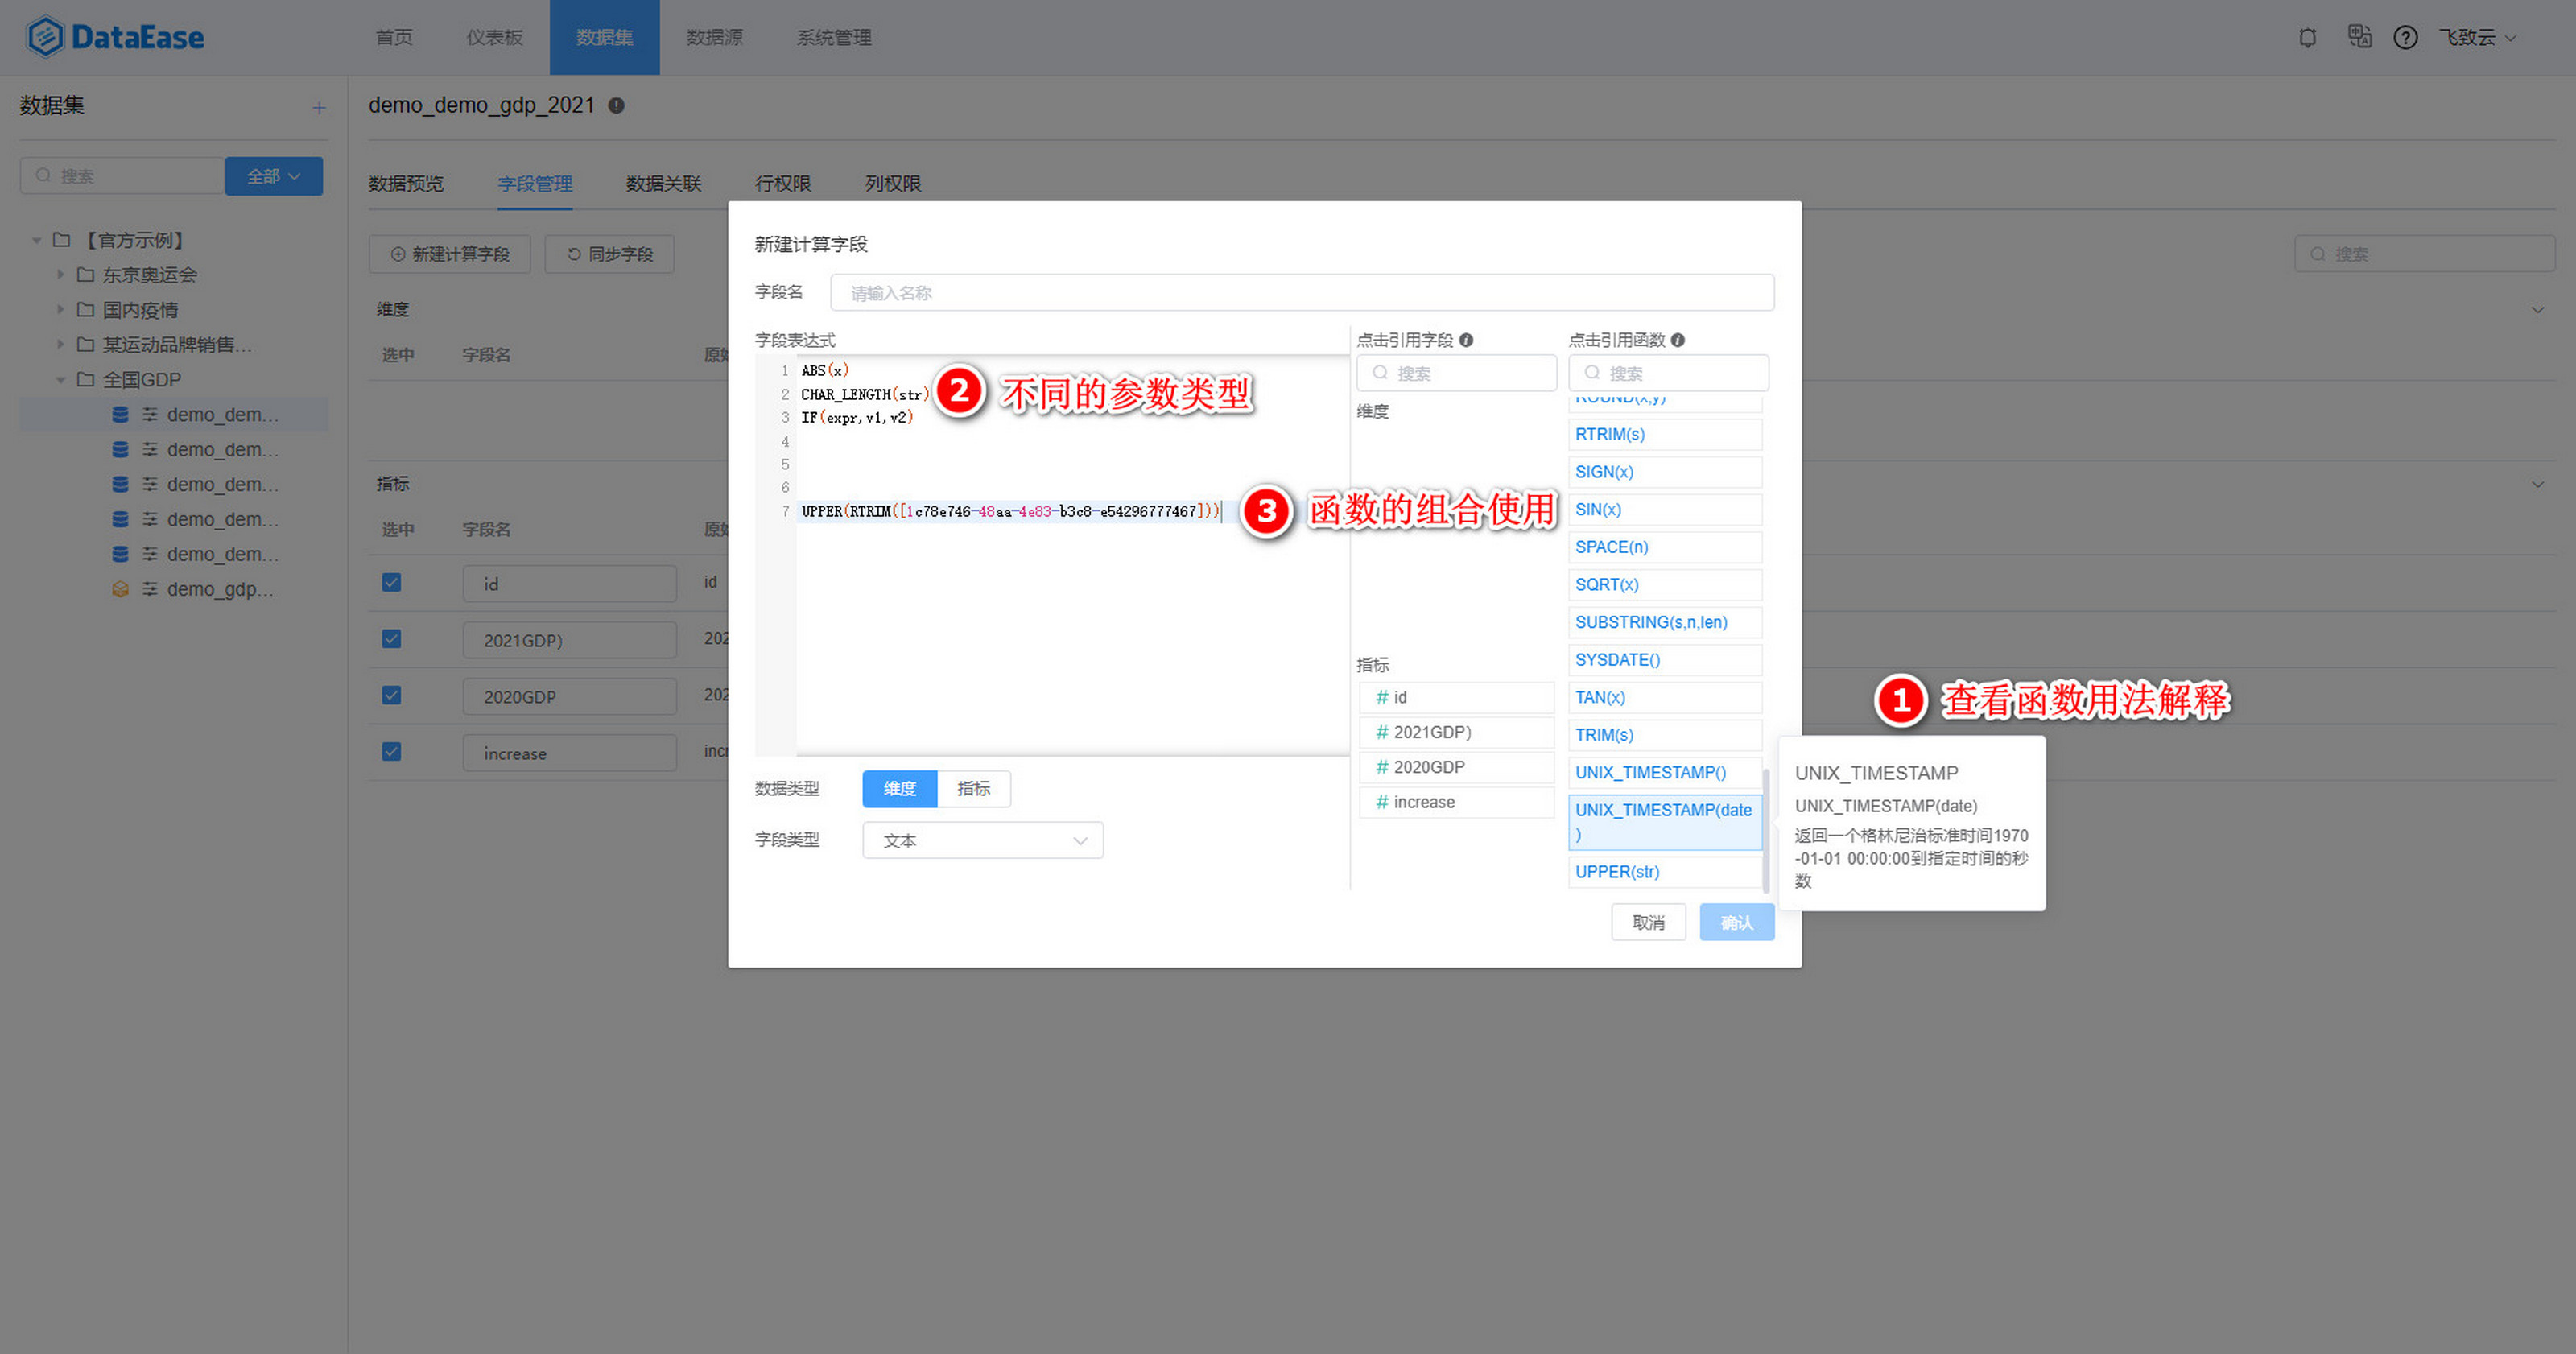 DataEase
首页
仪表板
数据集
数据源
系统管理
飞致云
数据集
搜索
全部
【官方示例】
东京奥运会
国内疫情
某运动品牌销售...
全国GDP
demo_dem...
demo_dem...
demo_dem...
demo_dem...
demo_dem...
demo_gdp...
demo_demo_gdp_2021
数据预览
字段管理
数据关联
行权限
列权限
新建计算字段
同步字段
搜索
维度
选中
字段名
原始
指标
选中
字段名
原始
id
id
2021GDP)
202
2020GDP
202
increase
incr
新建计算字段
字段名
请输入名称
字段表达式
1 ABS(x)
2 CHAR_LENGTH(str)
3 IF(expr,v1,v2)
4
5
6
7 UPPER(RTRIM([1c78e746-48aa-4e83-b3c8-e54296777467]))
2 不同的参数类型
3 函数的组合使用
数据类型
维度
指标
字段类型
文本
点击引用字段
搜索
维度
指标
# id
# 2021GDP)
# 2020GDP
# increase
点击引用函数
搜索
ROUND(x,y)
RTRIM(s)
SIGN(x)
SIN(x)
SPACE(n)
SQRT(x)
SUBSTRING(s,n,len)
SYSDATE()
TAN(x)
TRIM(s)
UNIX_TIMESTAMP()
UNIX_TIMESTAMP(date
)
UPPER(str)
取消
确认
1 查看函数用法解释
UNIX_TIMESTAMP
UNIX_TIMESTAMP(date)
返回一个格林尼治标准时间1970
-01-01 00:00:00到指定时间的秒
数